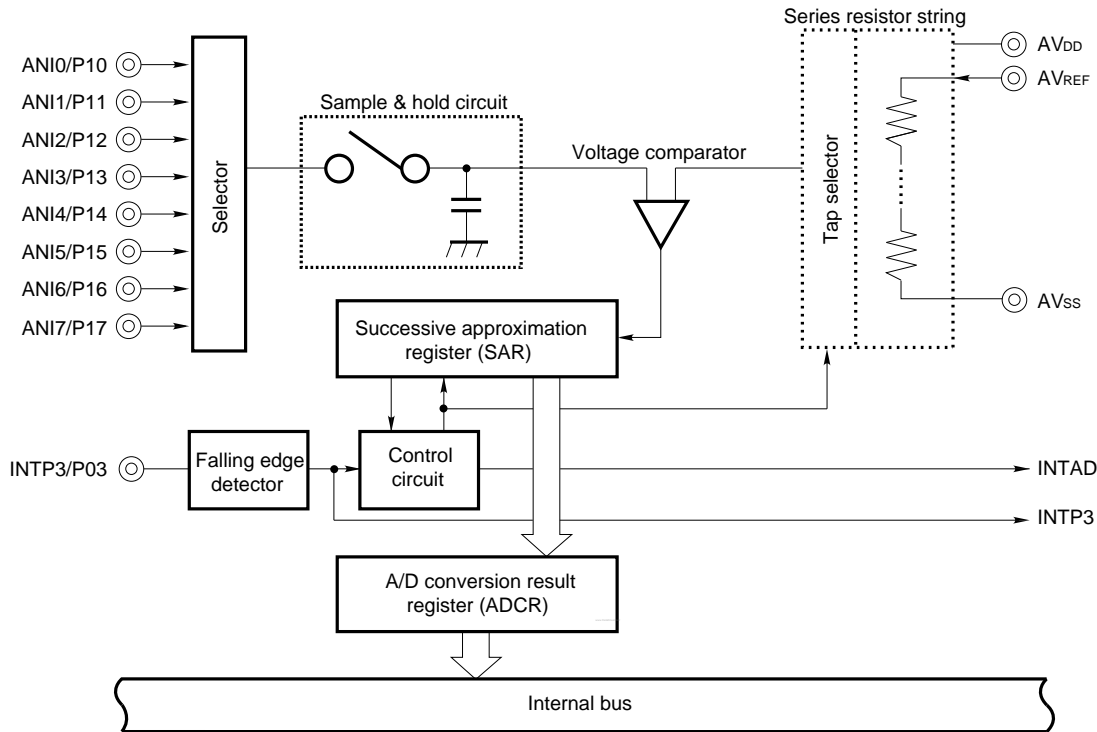 Series resistor string
AVDD
ANI0/P10
AVREF
ANI1/P11
Sample & hold circuit
ANI2/P12
Voltage comparator
ANI3/P13
Selector
Tap selector
ANI4/P14
ANI5/P15
ANI6/P16
AVSS
ANI7/P17
Successive approximation
register (SAR)
INTP3/P03
Falling edge
detector
Control
circuit
INTAD
INTP3
A/D conversion result
register (ADCR)
Internal bus